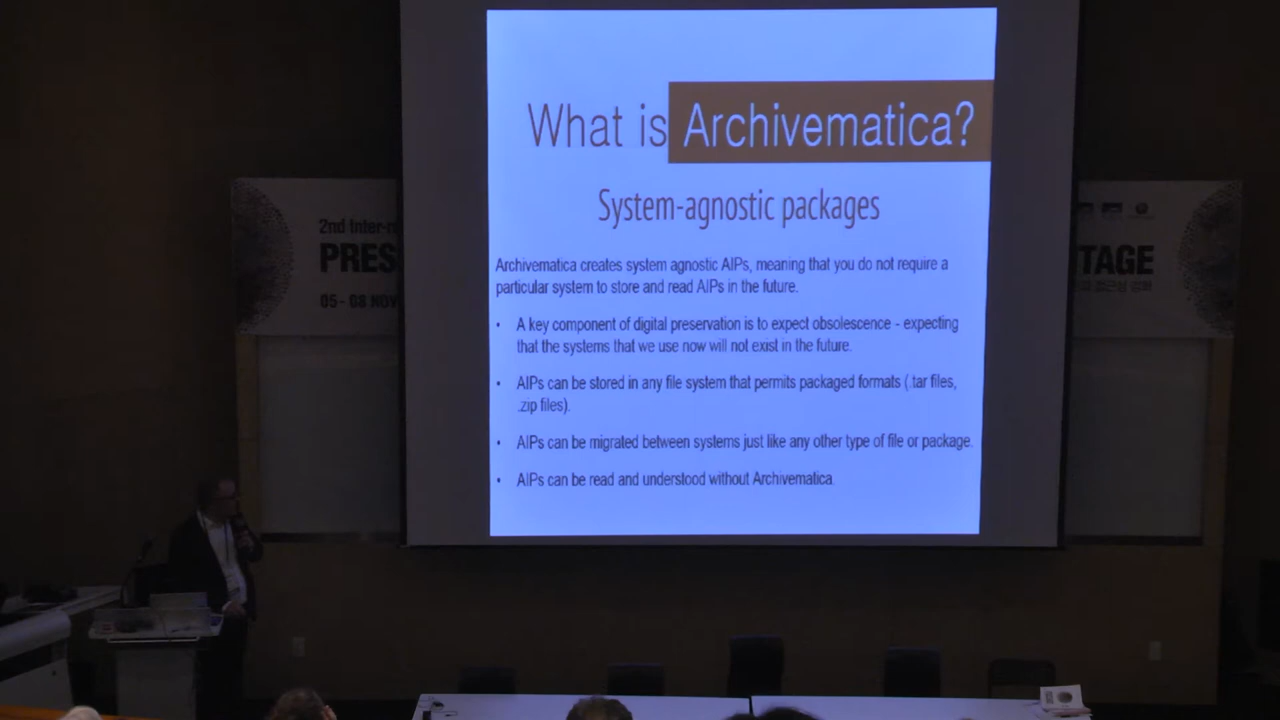 What is Archivematica?
System-agnostic packages
Archivematica creates system agnostic AIPs, meaning that you do not require a
particular system to store and read AIPs in the future.
• A key component of digital preservation is to expect obsolescence - expecting
that the systems that we use now will not exist in the future.
• AIPs can be stored in any file system that permits packaged formats (.tar files,
.zip files).
• AIPs can be migrated between systems just like any other type of file or package.
• AIPs can be read and understood without Archivematica.
2nd Inter-r
PRES
05 - 08 NOV
TAGE